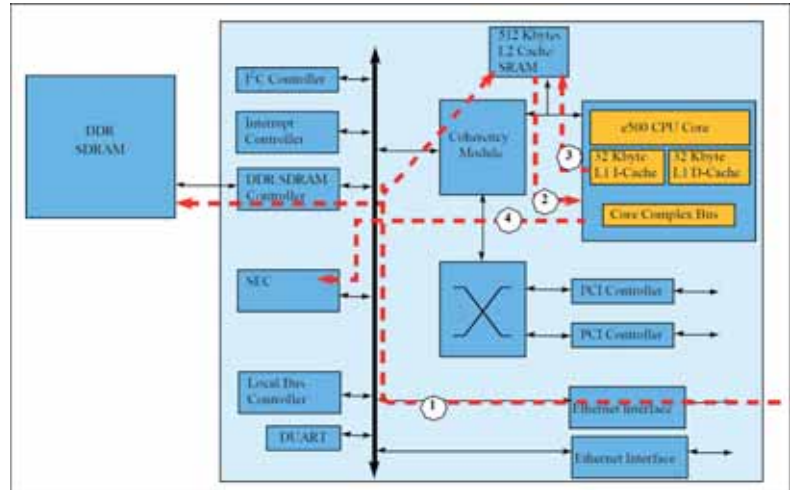 512 Kbytes
L2 Cache/
SRAM
DDR
SDRAM
I²C Controller
Interrupt
Controller
DDR SDRAM
Controller
SEC
Local Bus
Controller
DUART
Coherency
Module
e500 CPU Core
32 Kbyte
L1 I-Cache
32 Kbyte
L1 D-Cache
Core Complex Bus
3
2
4
PCI Controller
PCI Controller
1
Ethernet Interface
Ethernet Interface